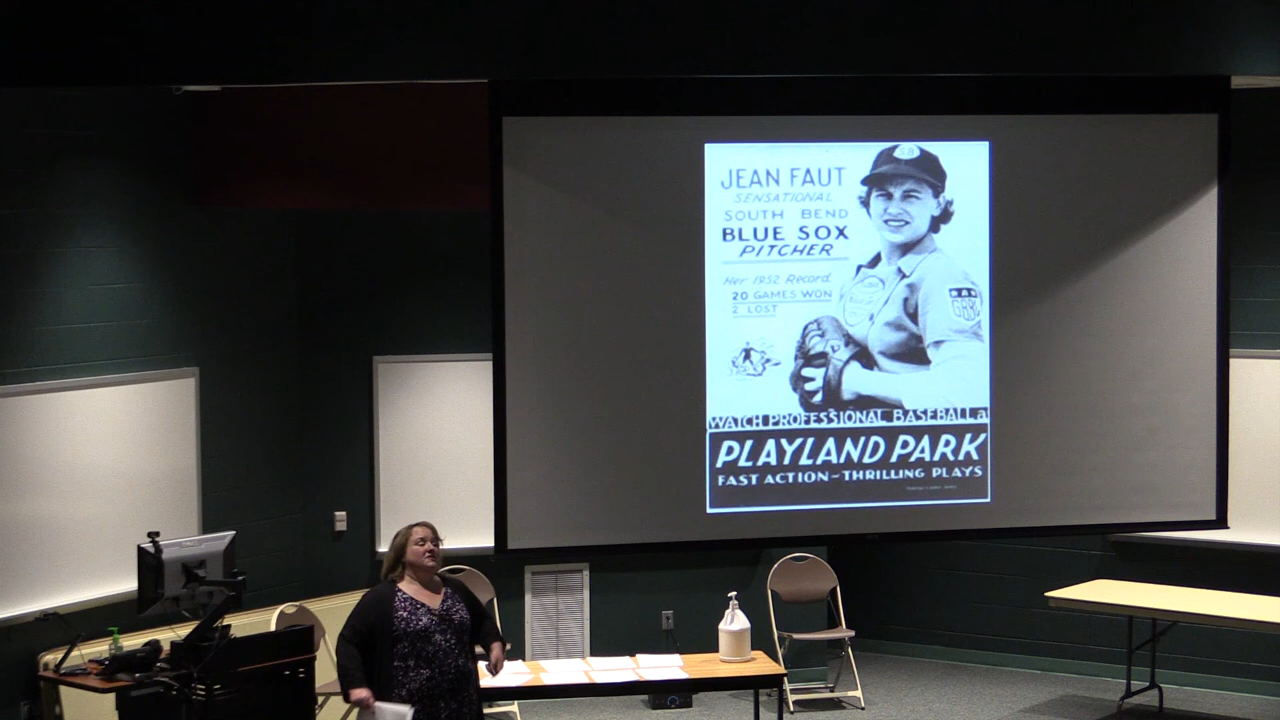 JEAN FAUT
SENSATIONAL
SOUTH BEND
BLUE SOX
PITCHER
Her 1952 Record
20 GAMES WON
2 LOST
SB
WATCH PROFESSIONAL BASEBALL at
PLAYLAND PARK
FAST ACTION~THRILLING PLAYS